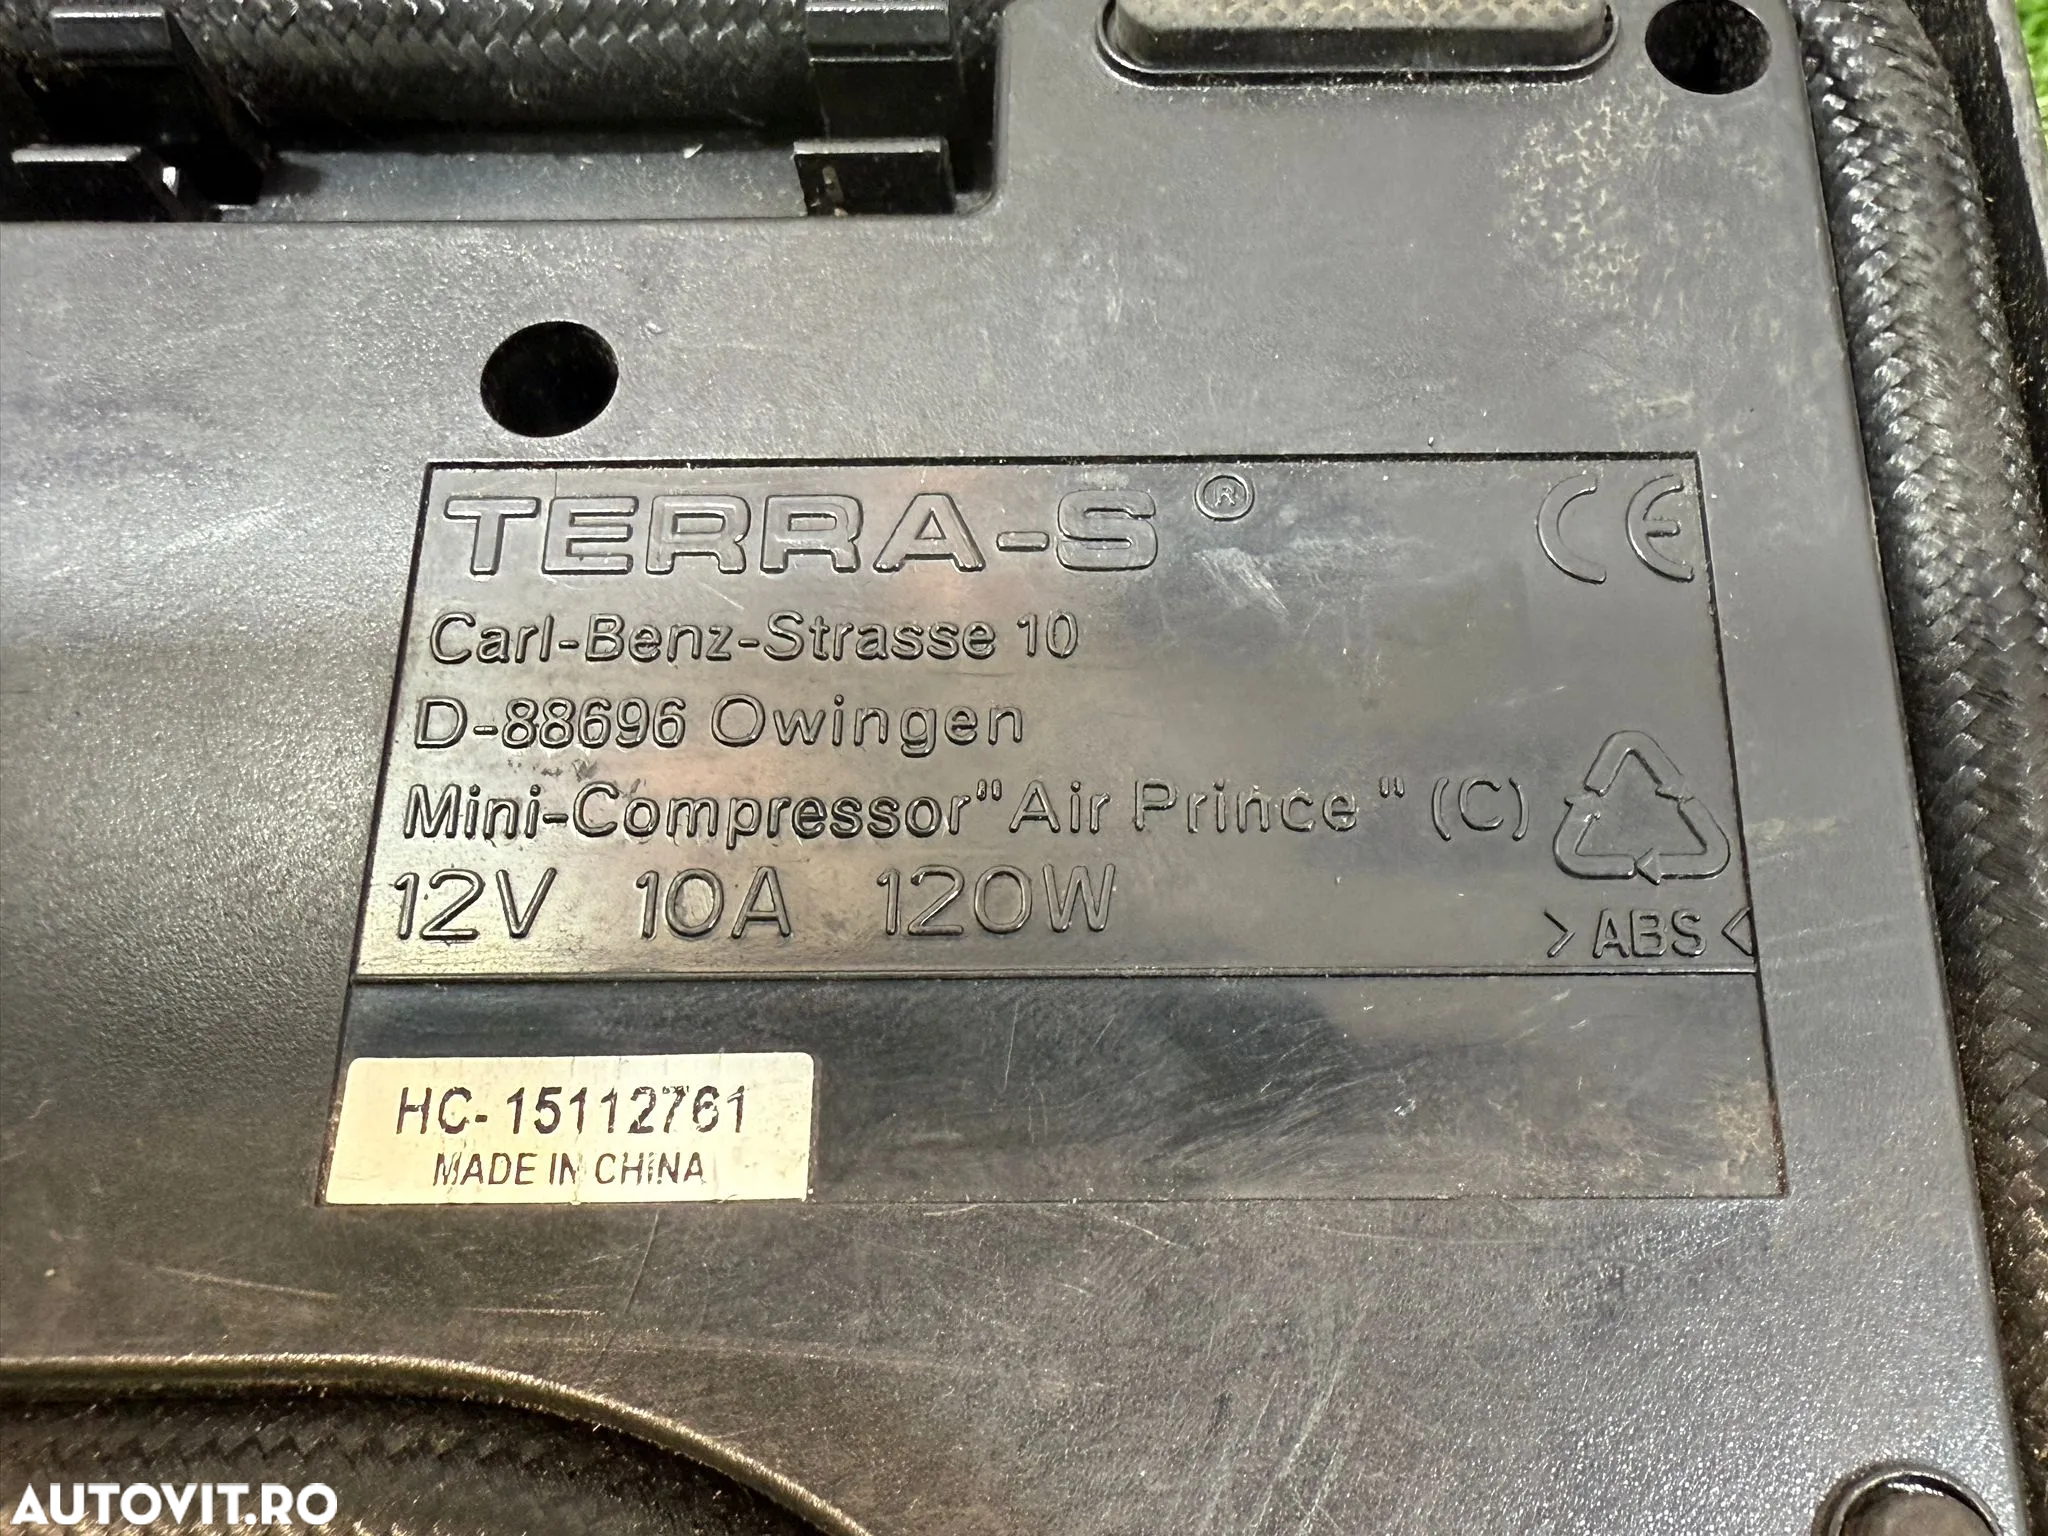 TERRA-S ® CE
Carl-Benz-Strasse 10
D-88696 Owingen
Mini-Compressor "Air Prince" (C)
12V 10A 120W
>ABS<
HC-15112761
MADE IN CHINA
AUTOVIT.RO